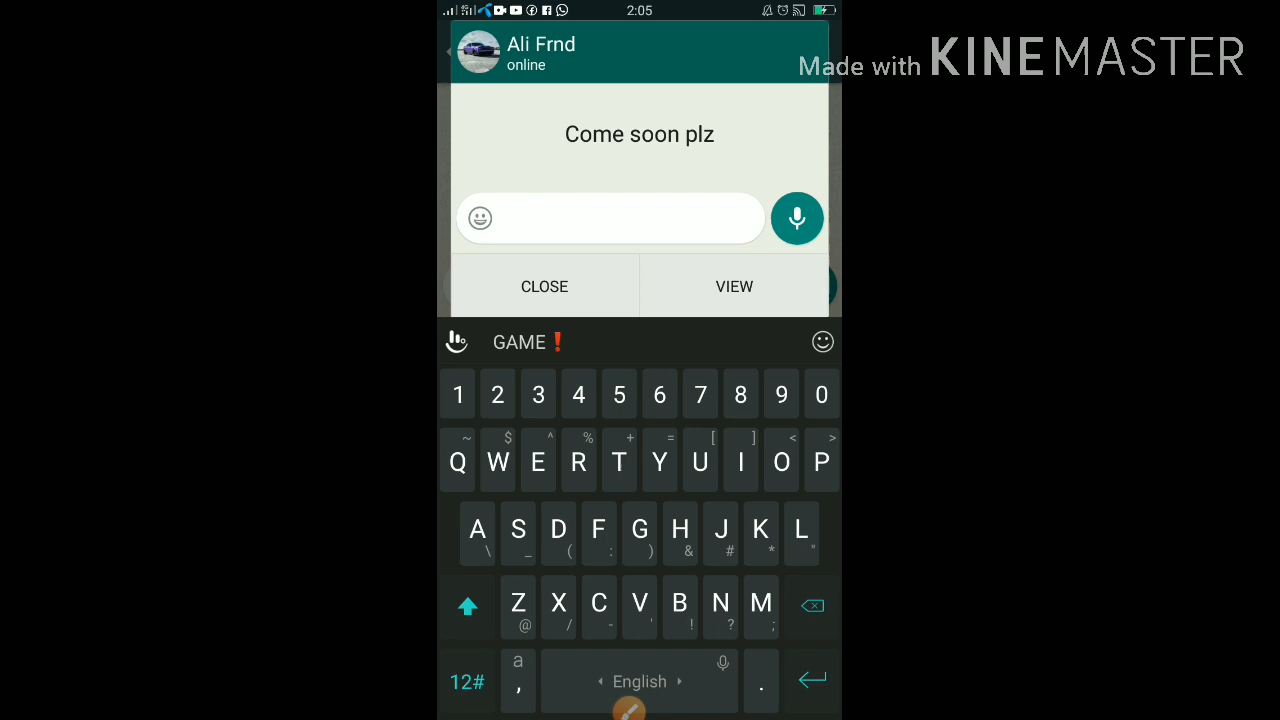 2:05
Ali Frnd
online
Made with KINEMASTER
Come soon plz
CLOSE VIEW
GAME❗
1 2 3 4 5 6 7 8 9 0
~ $ ^ % + = [ ] < >
Q W E R T Y U I O P
A S D F G H J K L
\ _ ( : ) & # * "
Z X C V B N M
@ / - ' ! ? ;
a
12# , English .